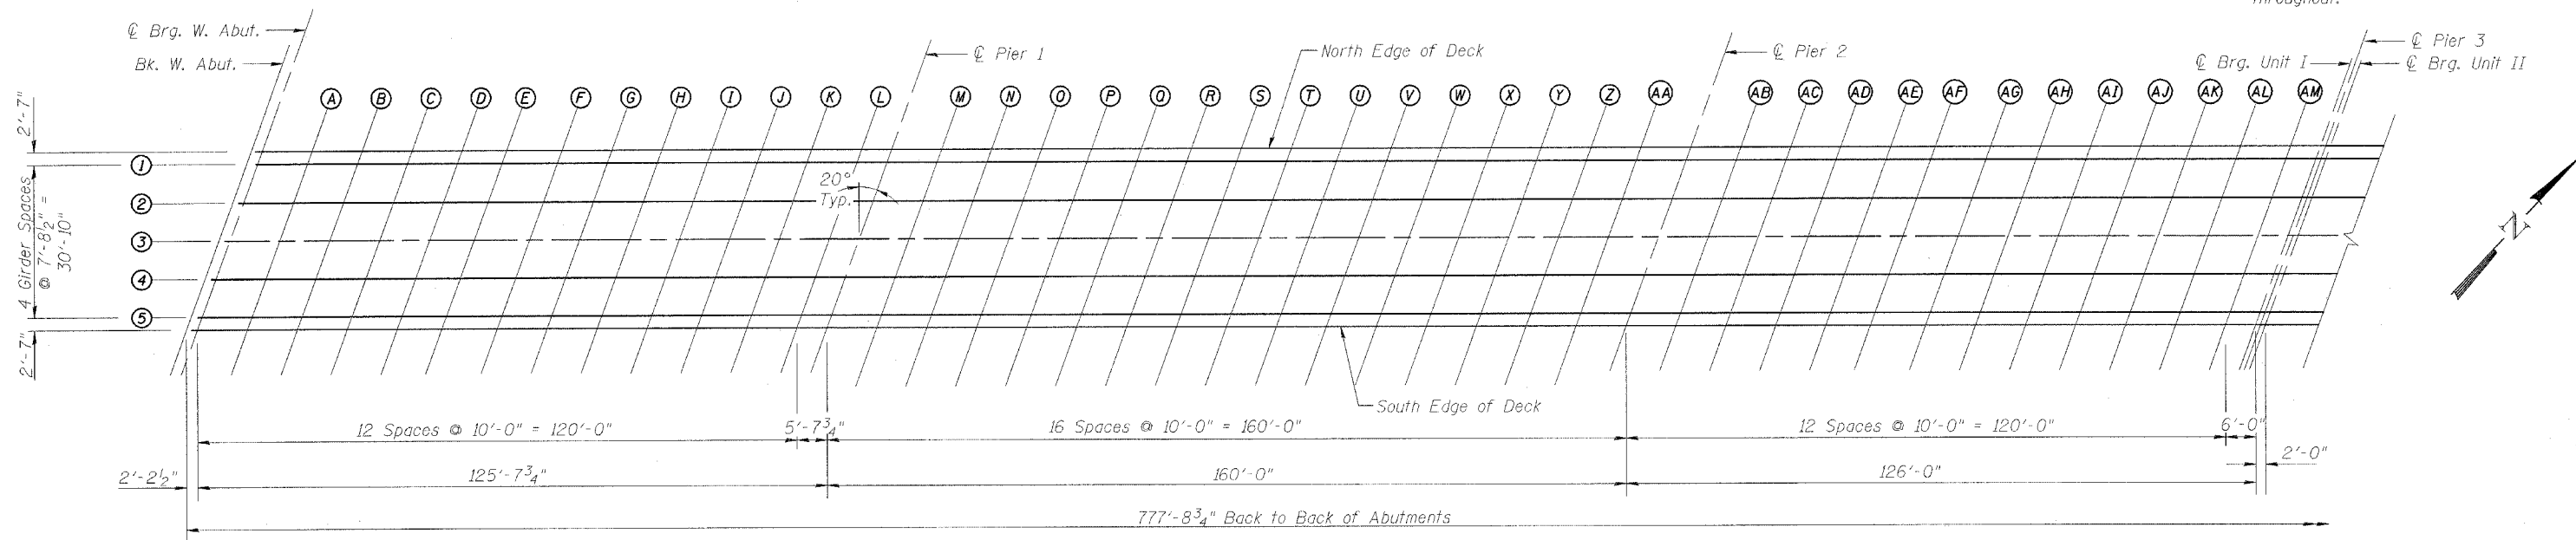 Throughout.
℄ Brg. W. Abut.
Bk. W. Abut.
℄ Pier 1
North Edge of Deck
℄ Pier 2
℄ Pier 3
℄ Brg. Unit I
℄ Brg. Unit II
A B C D E F G H I J K L M N O P Q R S T U V W X Y Z AA AB AC AD AE AF AG AH AI AJ AK AL AM
2'-7"
1
2
3
4
5
4 Girder Spaces
@ 7'-8½" =
30'-10"
2'-7"
20°
Typ.
N
South Edge of Deck
12 Spaces @ 10'-0" = 120'-0"
5'-7¾"
16 Spaces @ 10'-0" = 160'-0"
12 Spaces @ 10'-0" = 120'-0"
6'-0"
2'-0"
2'-2½"
125'-7¾"
160'-0"
126'-0"
777'-8¾" Back to Back of Abutments